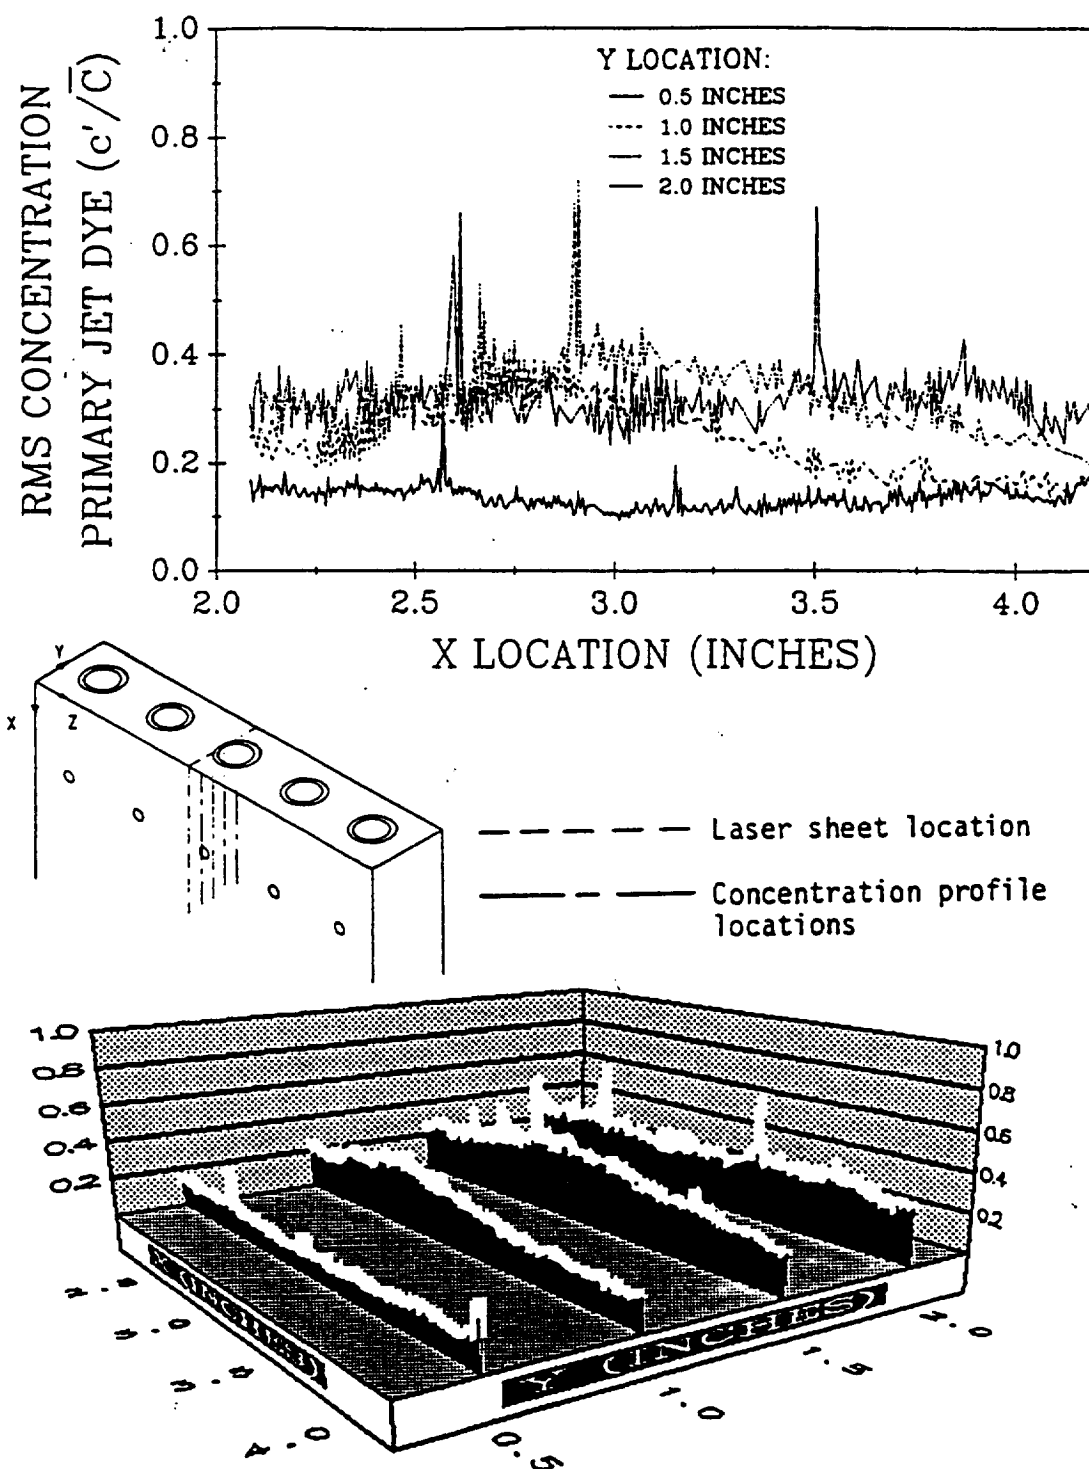 RMS CONCENTRATION
PRIMARY JET DYE (c'/C̅)
1.0
0.8
0.6
0.4
0.2
0.0
Y LOCATION:
0.5 INCHES
1.0 INCHES
1.5 INCHES
2.0 INCHES
2.0 2.5 3.0 3.5 4.0
X LOCATION (INCHES)
Y
X
Z
Laser sheet location
Concentration profile
locations
1.0
0.8
0.6
0.4
0.2
1.0
0.8
0.6
0.4
0.2
3.0
4.0
(INCHES)
Y (INCHES)
0.5
1.0
1.5
2.0